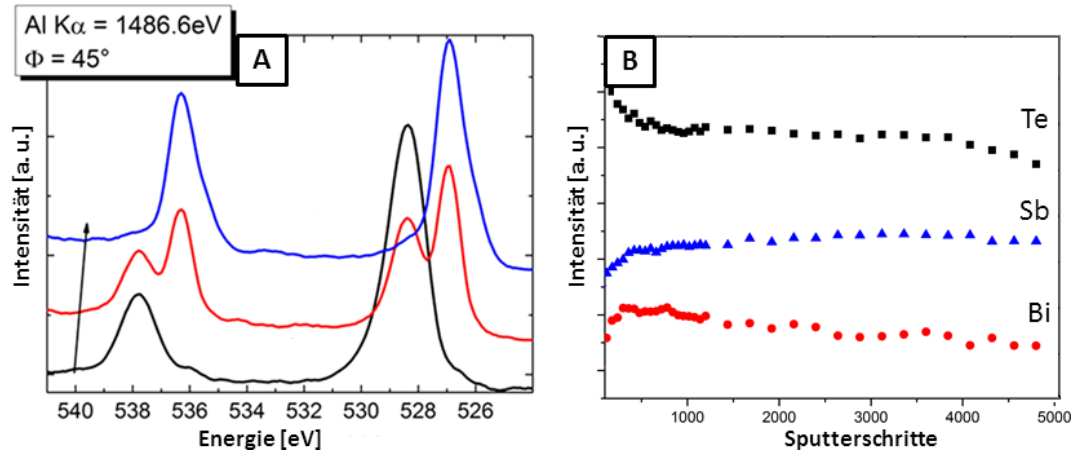 Al Kα = 1486.6eV
Φ = 45°
A
Intensität [a. u.]
540 538 536 534 532 530 528 526
Energie [eV]
B
Te
Sb
Bi
Intensität [a. u.]
1000 2000 3000 4000 5000
Sputterschritte